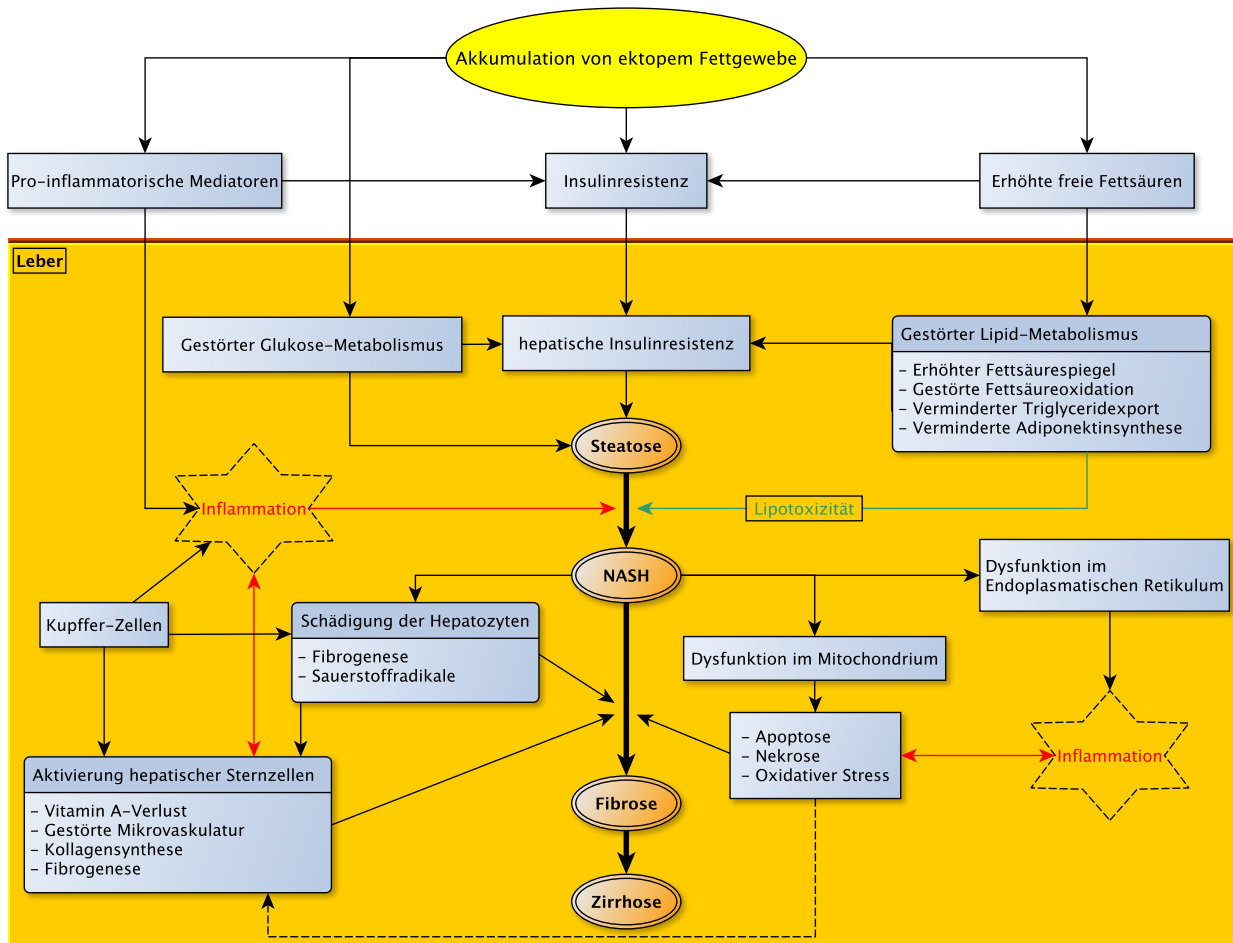 Akkumulation von ektopem Fettgewebe
Pro-inflammatorische Mediatoren
Insulinresistenz
Erhöhte freie Fettsäuren
Leber
Gestörter Glukose-Metabolismus
hepatische Insulinresistenz
Gestörter Lipid-Metabolismus
- Erhöhter Fettsäurespiegel
- Gestörte Fettsäureoxidation
- Verminderter Triglyceridexport
- Verminderte Adiponektinsynthese
Steatose
Inflammation
Lipotoxizität
NASH
Dysfunktion im
Endoplasmatischen Retikulum
Kupffer-Zellen
Schädigung der Hepatozyten
- Fibrogenese
- Sauerstoffradikale
Dysfunktion im Mitochondrium
- Apoptose
- Nekrose
- Oxidativer Stress
Inflammation
Aktivierung hepatischer Sternzellen
- Vitamin A-Verlust
- Gestörte Mikrovaskulatur
- Kollagensynthese
- Fibrogenese
Fibrose
Zirrhose